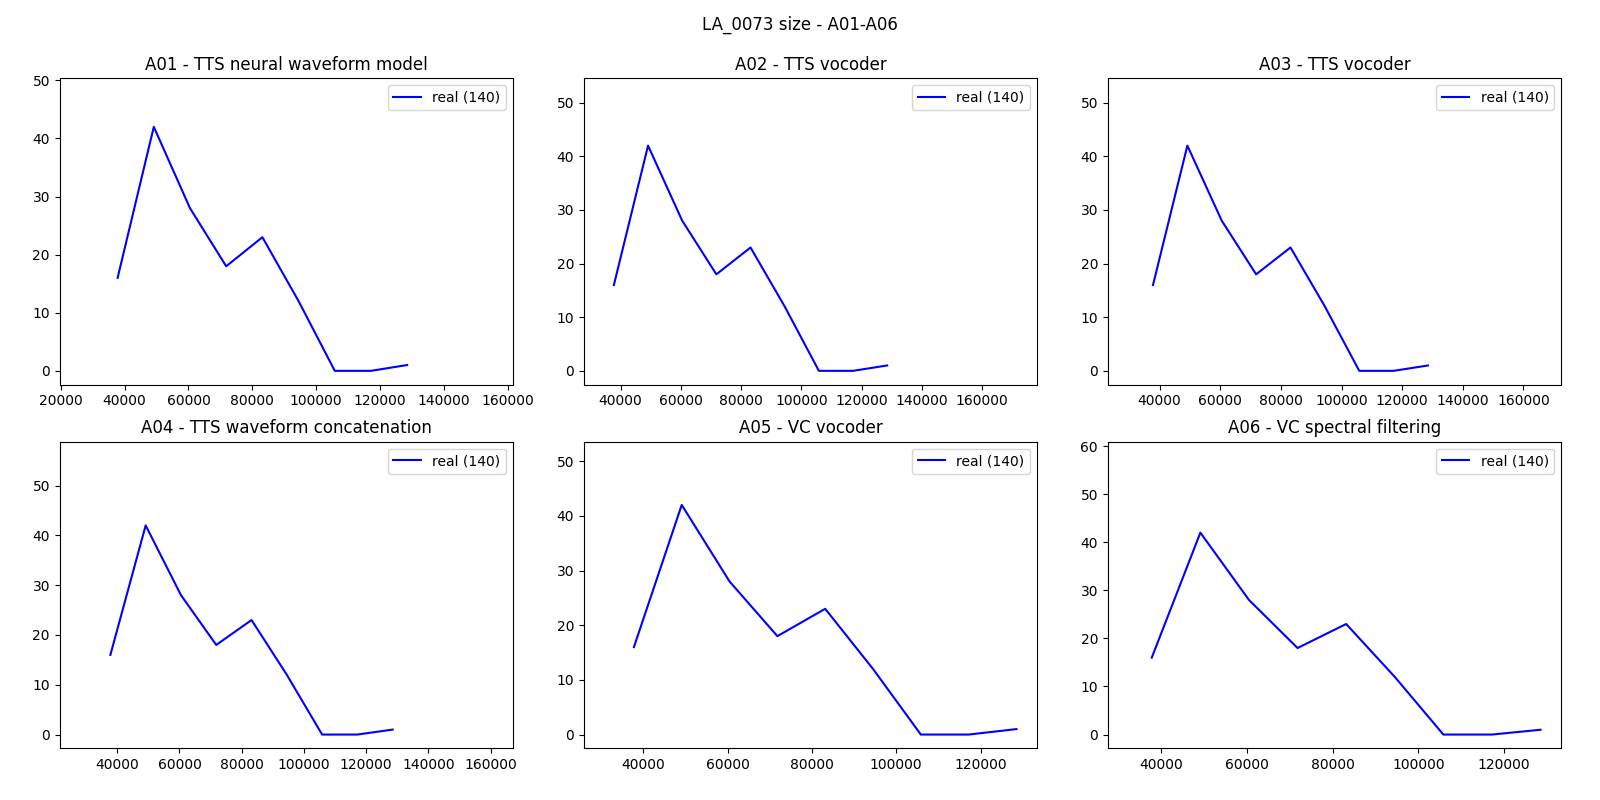 LA_0073 size - A01-A06
A01 - TTS neural waveform model
real (140)
50
40
30
20
10
0
20000 40000 60000 80000 100000 120000 140000 160000
A02 - TTS vocoder
real (140)
50
40
30
20
10
0
40000 60000 80000 100000 120000 140000 160000
A03 - TTS vocoder
real (140)
50
40
30
20
10
0
40000 60000 80000 100000 120000 140000 160000
A04 - TTS waveform concatenation
real (140)
50
40
30
20
10
0
40000 60000 80000 100000 120000 140000 160000
A05 - VC vocoder
real (140)
50
40
30
20
10
0
40000 60000 80000 100000 120000
A06 - VC spectral filtering
real (140)
60
50
40
30
20
10
0
40000 60000 80000 100000 120000